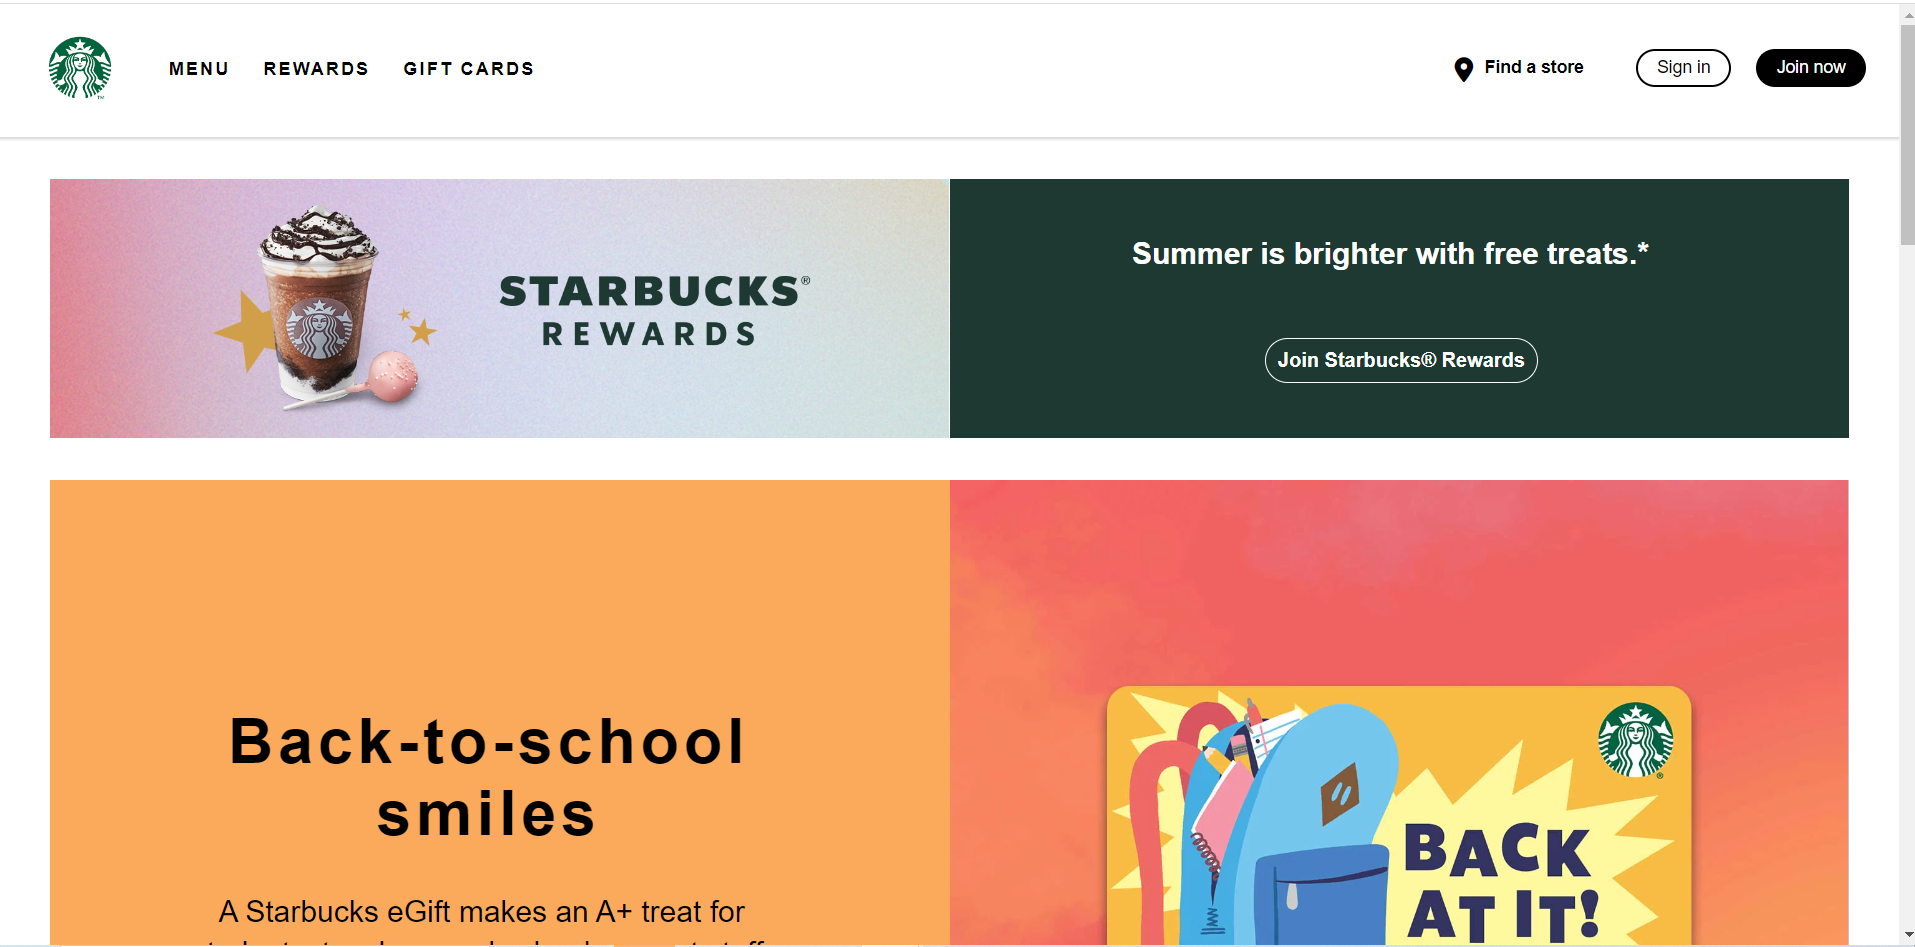 MENU
REWARDS
GIFT CARDS
Find a store
Sign in
Join now
STARBUCKS®
REWARDS
Summer is brighter with free treats.*
Join Starbucks® Rewards
Back-to-school
smiles
A Starbucks eGift makes an A+ treat for
BACK
AT IT!